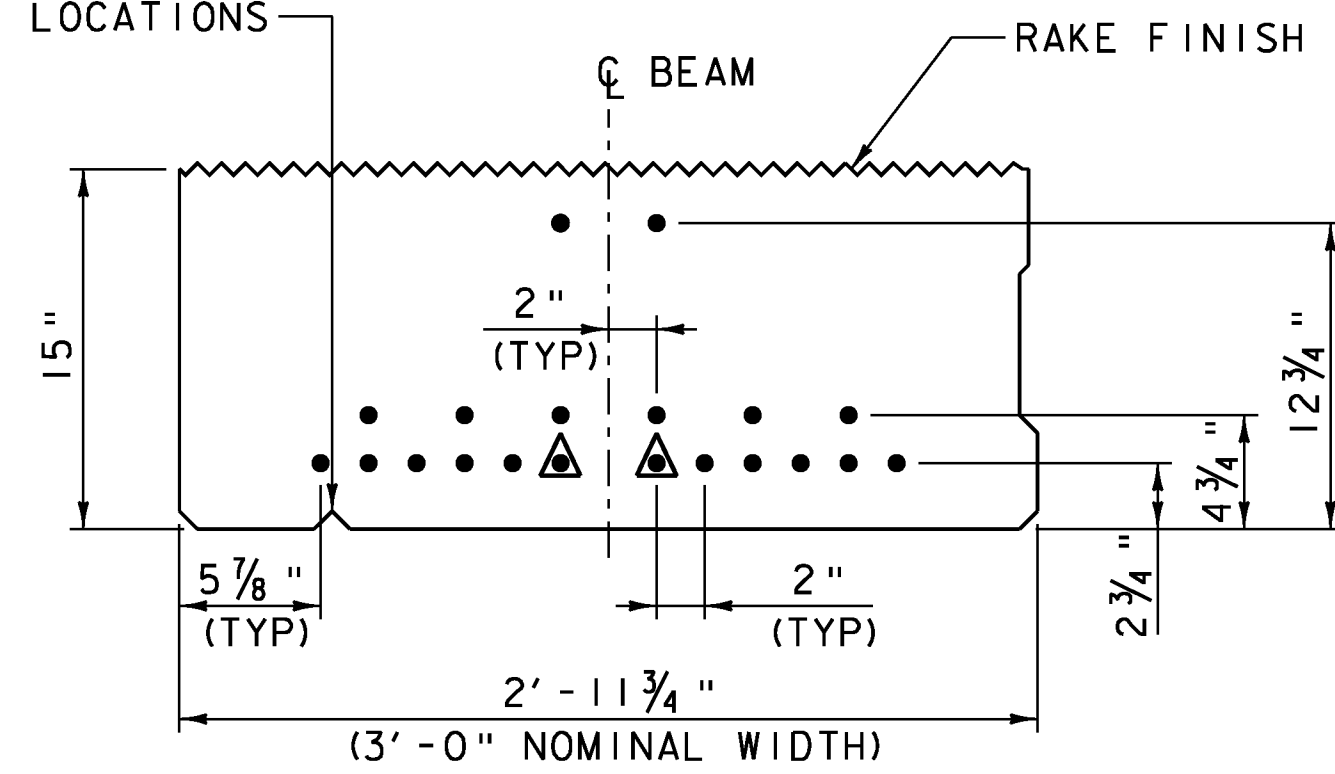 LOCATIONS
RAKE FINISH
℄ BEAM
2"
(TYP)
15"
12 3/4"
4 3/4"
2 3/4"
5 7/8"
(TYP)
2"
(TYP)
2'-11 3/4"
(3'-0" NOMINAL WIDTH)